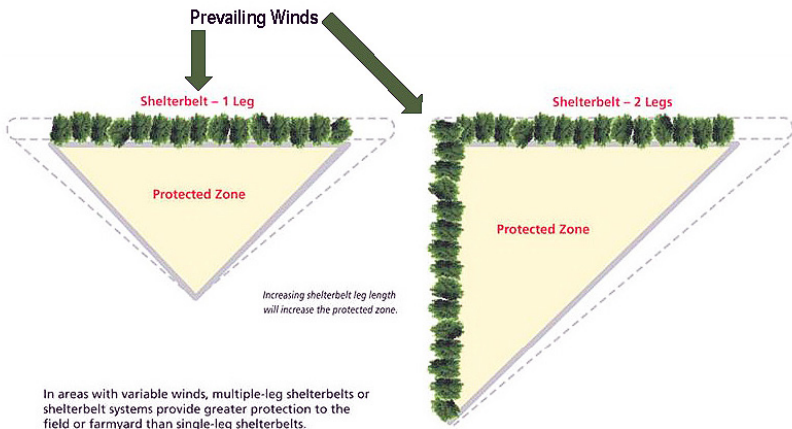 Prevailing Winds
Shelterbelt – 1 Leg
Shelterbelt – 2 Legs
Protected Zone
Protected Zone
Increasing shelterbelt leg length
will increase the protected zone.
In areas with variable winds, multiple-leg shelterbelts or
shelterbelt systems provide greater protection to the
field or farmyard than single-leg shelterbelts.